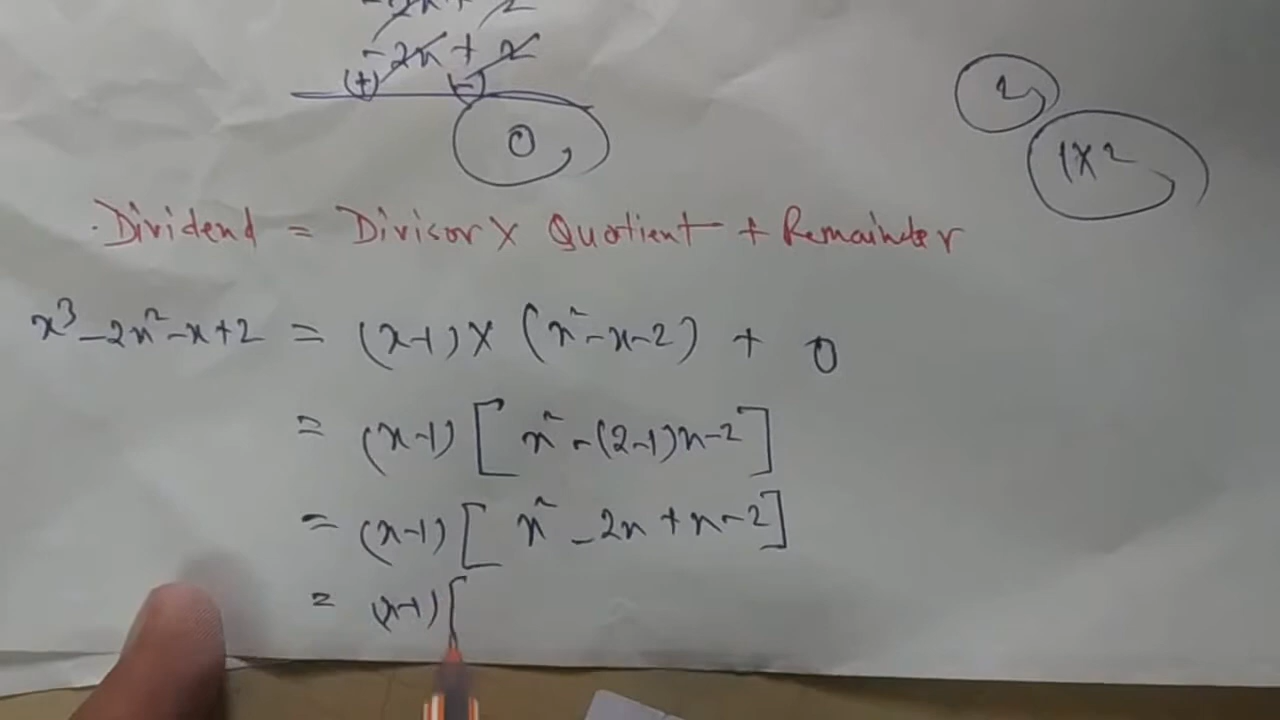 -2x + 2
(+) (-)
0
2
1x2
Dividend = Divisor X Quotient + Remainder
x³-2x²-x+2 = (x-1) X (x²-x-2) + 0
= (x-1) [ x²-(2-1)x-2 ]
= (x-1) [ x² -2x + x-2 ]
= (x-1) [